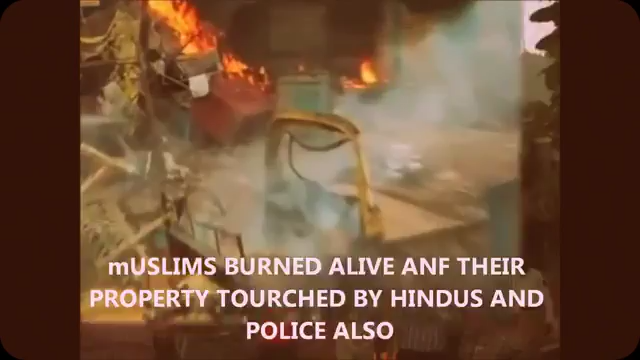 mUSLIMS BURNED ALIVE ANF THEIR
PROPERTY TOURCHED BY HINDUS AND
POLICE ALSO